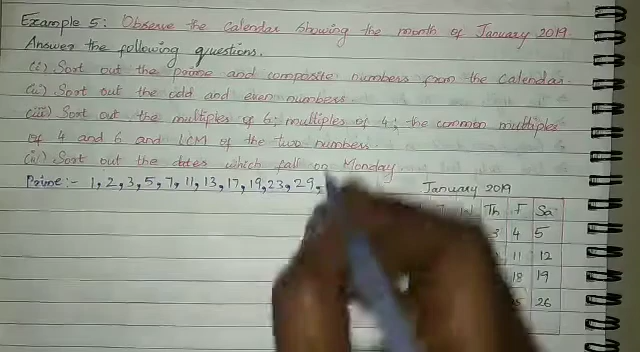 Example 5: Observe the Calendar showing the month of January 2019.
Answer the following questions.
(i) Sort out the prime and composite numbers from the Calendar.
(ii) Sort out the odd and even numbers.
(iii) Sort out the multiples of 6; multiples of 4; the common multiples
of 4 and 6 and LCM of the two numbers.
(iv) Sort out the dates which fall on Monday.
Prime:- 1, 2, 3, 5, 7, 11, 13, 17, 19, 23, 29,
January 2019
Th F Sa
3 4 5
11 12
18 19
26